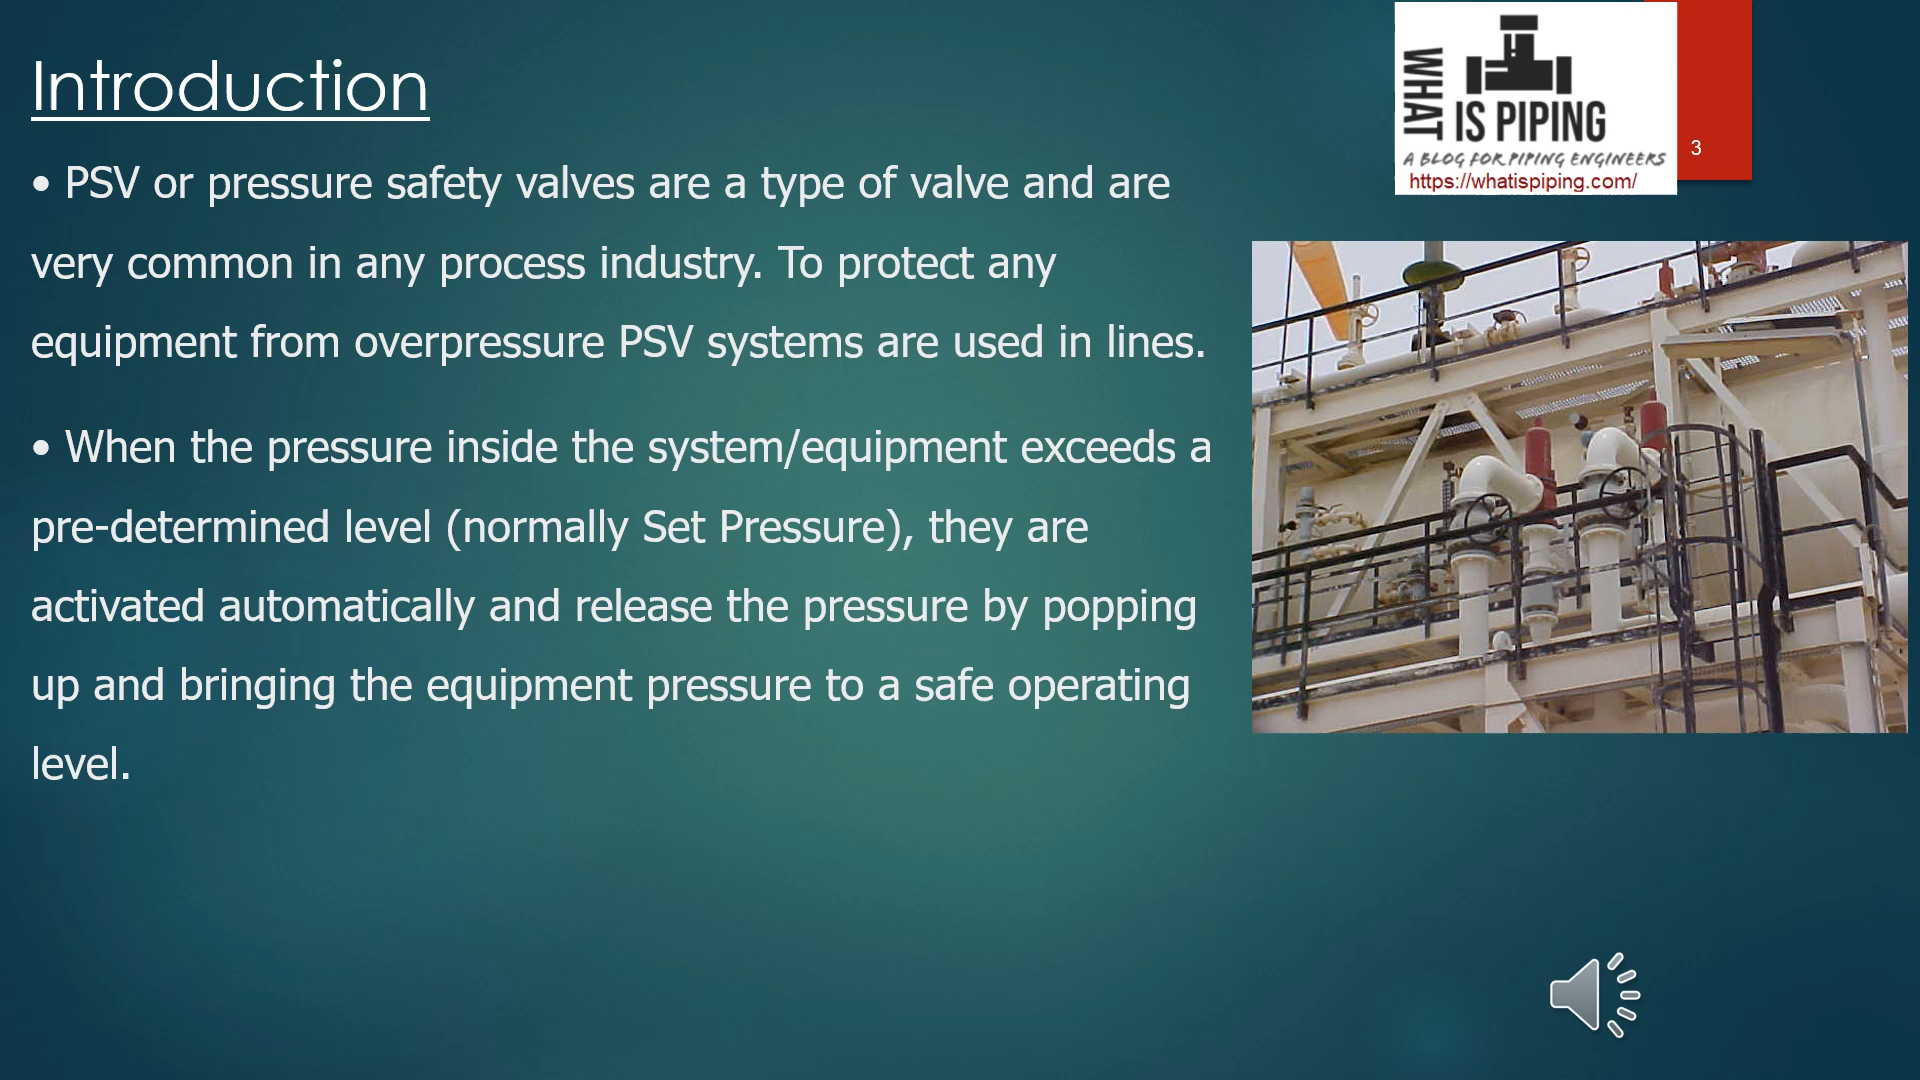 Introduction
• PSV or pressure safety valves are a type of valve and are
very common in any process industry. To protect any
equipment from overpressure PSV systems are used in lines.
• When the pressure inside the system/equipment exceeds a
pre-determined level (normally Set Pressure), they are
activated automatically and release the pressure by popping
up and bringing the equipment pressure to a safe operating
level.
WHAT
IS PIPING
A BLOG FOR PIPING ENGINEERS
https://whatispiping.com/
3